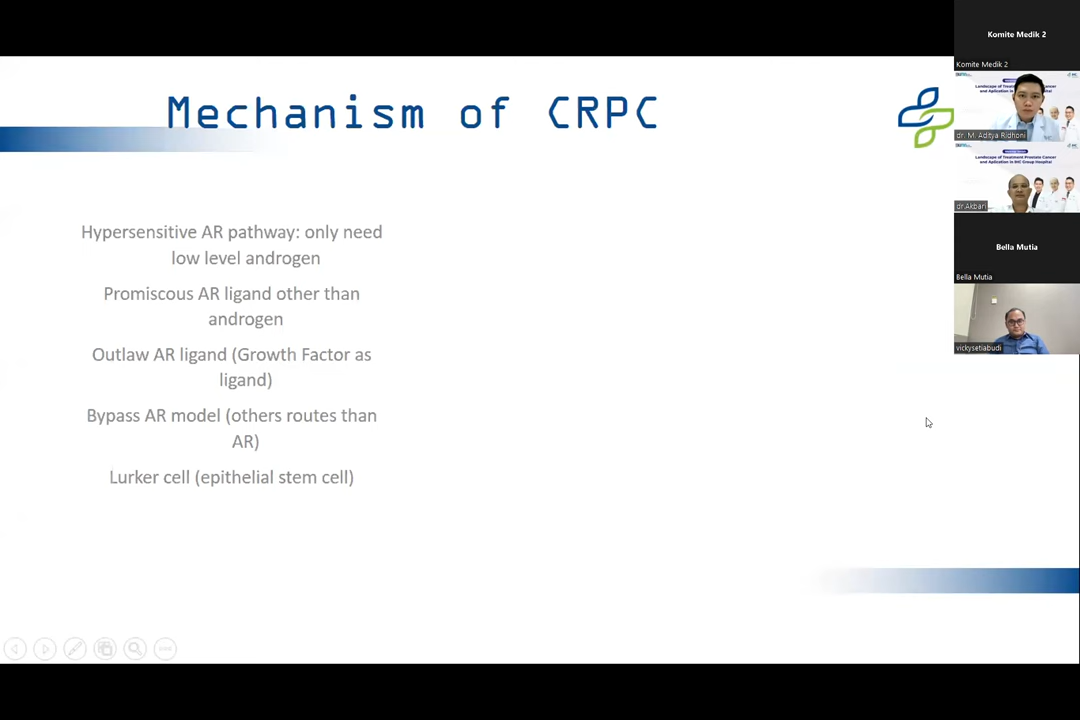 Mechanism of CRPC
Hypersensitive AR pathway: only need
low level androgen
Promiscous AR ligand other than
androgen
Outlaw AR ligand (Growth Factor as
ligand)
Bypass AR model (others routes than
AR)
Lurker cell (epithelial stem cell)
Komite Medik 2
Komite Medik 2
Landscape of Treatment Prostate Cancer
and Aplication in IHC Group Hospital
dr. M. Aditya Ridhoni
Landscape of Treatment Prostate Cancer
and Aplication in IHC Group Hospital
dr.Akbari
Bella Mutia
Bella Mutia
vickysetiabudi